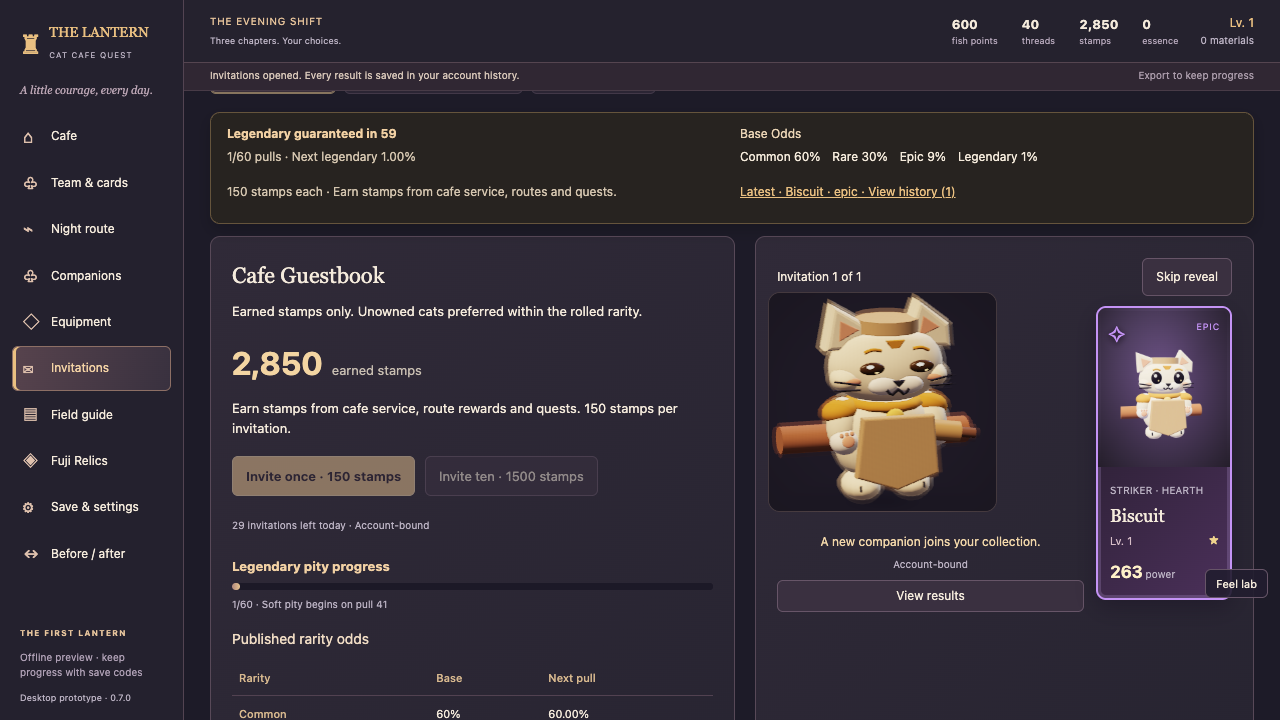 THE LANTERN
CAT CAFE QUEST
A little courage, every day.
Cafe
Team & cards
Night route
Companions
Equipment
Invitations
Field guide
Fuji Relics
Save & settings
Before / after
THE FIRST LANTERN
Offline preview · keep
progress with save codes
Desktop prototype · 0.7.0
THE EVENING SHIFT
Three chapters. Your choices.
600
fish points
40
threads
2,850
stamps
0
essence
Lv. 1
0 materials
Invitations opened. Every result is saved in your account history.
Export to keep progress
Legendary guaranteed in 59
1/60 pulls · Next legendary 1.00%
150 stamps each · Earn stamps from cafe service, routes and quests.
Base Odds
Common 60% Rare 30% Epic 9% Legendary 1%
Latest · Biscuit · epic · View history (1)
Cafe Guestbook
Earned stamps only. Unowned cats preferred within the rolled rarity.
2,850 earned stamps
Earn stamps from cafe service, route rewards and quests. 150 stamps per
invitation.
Invite once · 150 stamps
Invite ten · 1500 stamps
29 invitations left today · Account-bound
Legendary pity progress
1/60 · Soft pity begins on pull 41
Published rarity odds
Rarity Base Next pull
Common 60% 60.00%
Invitation 1 of 1
Skip reveal
A new companion joins your collection.
Account-bound
View results
EPIC
STRIKER · HEARTH
Biscuit
Lv. 1
263 power
Feel lab